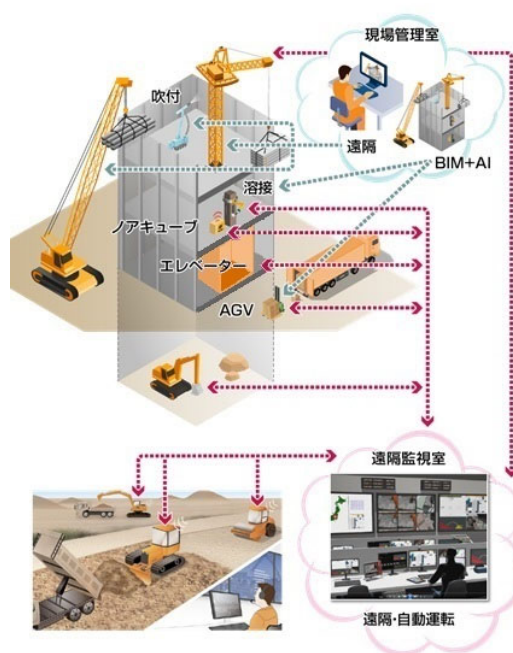 現場管理室
吹付
遠隔
BIM+AI
溶接
ノアキューブ
エレベーター
AGV
遠隔監視室
遠隔・自動運転